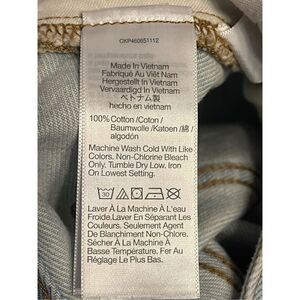 CKP460651112
Made In Vietnam
Fabriqué Au Viêt Nam
Hergestellt In Vietnam
Vervaardigd In Vietnam
ベトナム製
hecho en vietnam
100% Cotton /Coton /
Baumwolle /Katoen /綿 /
algodón
Machine Wash Cold With Like
Colors. Non-Chlorine Bleach
Only. Tumble Dry Low. Iron
On Lowest Setting.
30
Laver À La Machine À L'eau
Froide.Laver En Séparant Les
Couleurs. Seulement Agent
De Blanchiment Non-Chlore.
Sécher À La Machine À
Basse Température. Fer Au
Réglage Le Plus Bas.